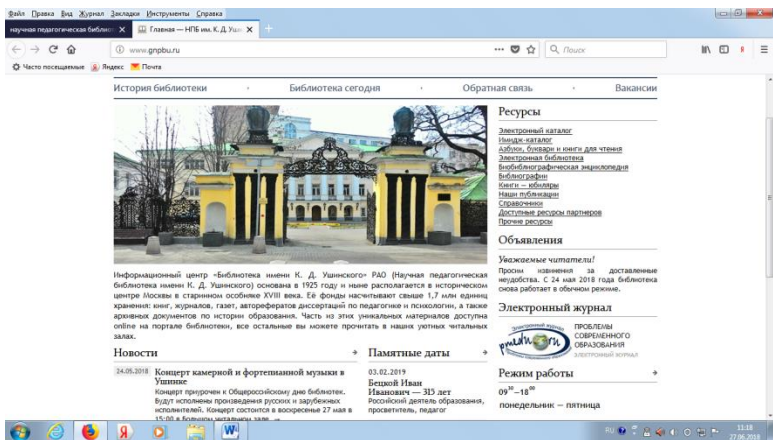 Файл Правка Вид Журнал Закладки Инструменты Справка
научная педагогическая библиот
Главная — НПБ им. К. Д. Уши
www.gnpbu.ru
Поиск
Часто посещаемые Яндекс Почта
История библиотеки
Библиотека сегодня
Обратная связь
Вакансии
Информационный центр «Библиотека имени К. Д. Ушинского» РАО (Научная педагогическая
библиотека имени К. Д. Ушинского) основана в 1925 году и ныне располагается в историческом
центре Москвы в старинном особняке XVIII века. Её фонды насчитывают свыше 1,7 млн единиц
хранения: книг, журналов, газет, авторефератов диссертаций по педагогике и психологии, а также
архивных документов по истории образования. Часть из этих уникальных материалов доступна
online на портале библиотеки, все остальные вы можете прочитать в наших уютных читальных
залах.
Новости
24.05.2018 Концерт камерной и фортепианной музыки в
Ушинке
Концерт приурочен к Общероссийскому дню библиотек.
Будут исполнены произведения русских и зарубежных
исполнителей. Концерт состоится в воскресенье 27 мая в
15:00 в Большом читальном зале
Памятные даты
03.02.2019
Бецкой Иван
Иванович — 315 лет
Российский деятель образования,
просветитель, педагог
Ресурсы
Электронный каталог
Имидж-каталог
Азбуки, буквари и книги для чтения
Электронная библиотека
Биобиблиографическая энциклопедия
Библиографии
Книги — юбиляры
Наши публикации
Справочники
Доступные ресурсы партнеров
Прочие ресурсы
Объявления
Уважаемые читатели!
Просим извинения за доставленные
неудобства. С 24 мая 2018 года библиотека
снова работает в обычном режиме.
Электронный журнал
pmedu ru
ПРОБЛЕМЫ
СОВРЕМЕННОГО
ОБРАЗОВАНИЯ
ЭЛЕКТРОННЫЙ ЖУРНАЛ
Режим работы
09³⁰—18⁰⁰
понедельник — пятница
RU
11:18
27.06.2018